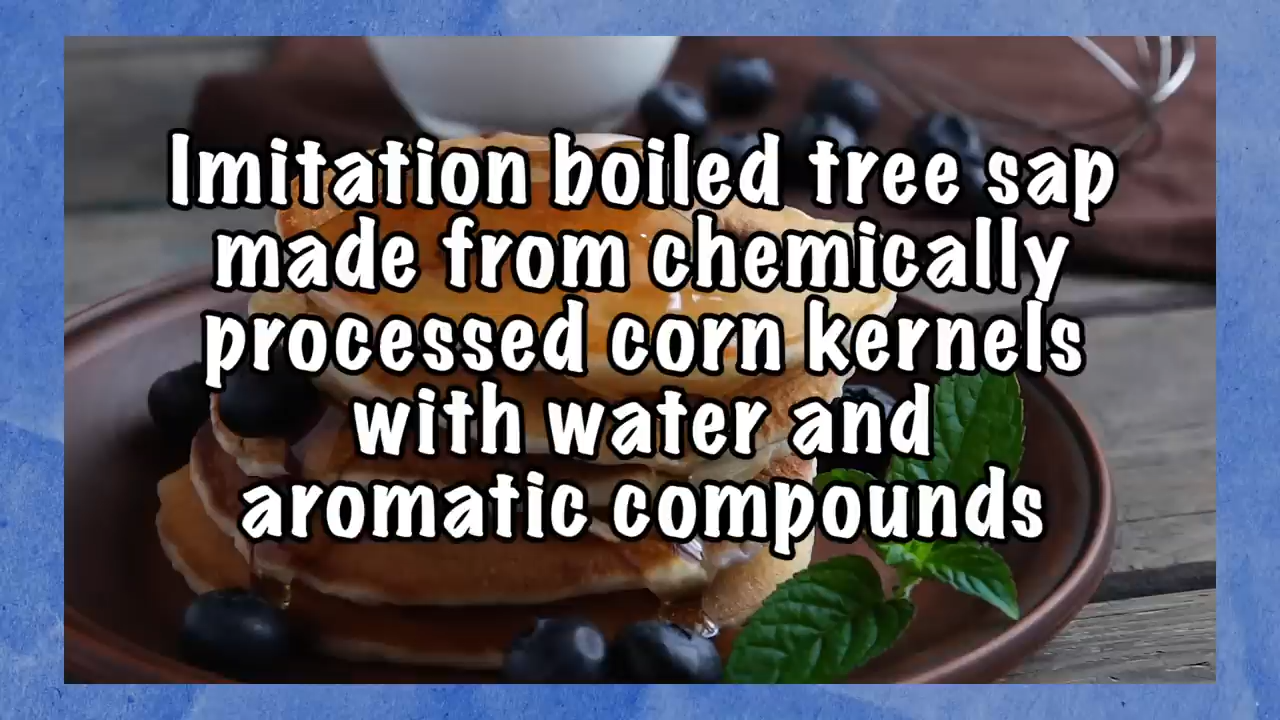 Imitation boiled tree sap
made from chemically
processed corn kernels
with water and
aromatic compounds